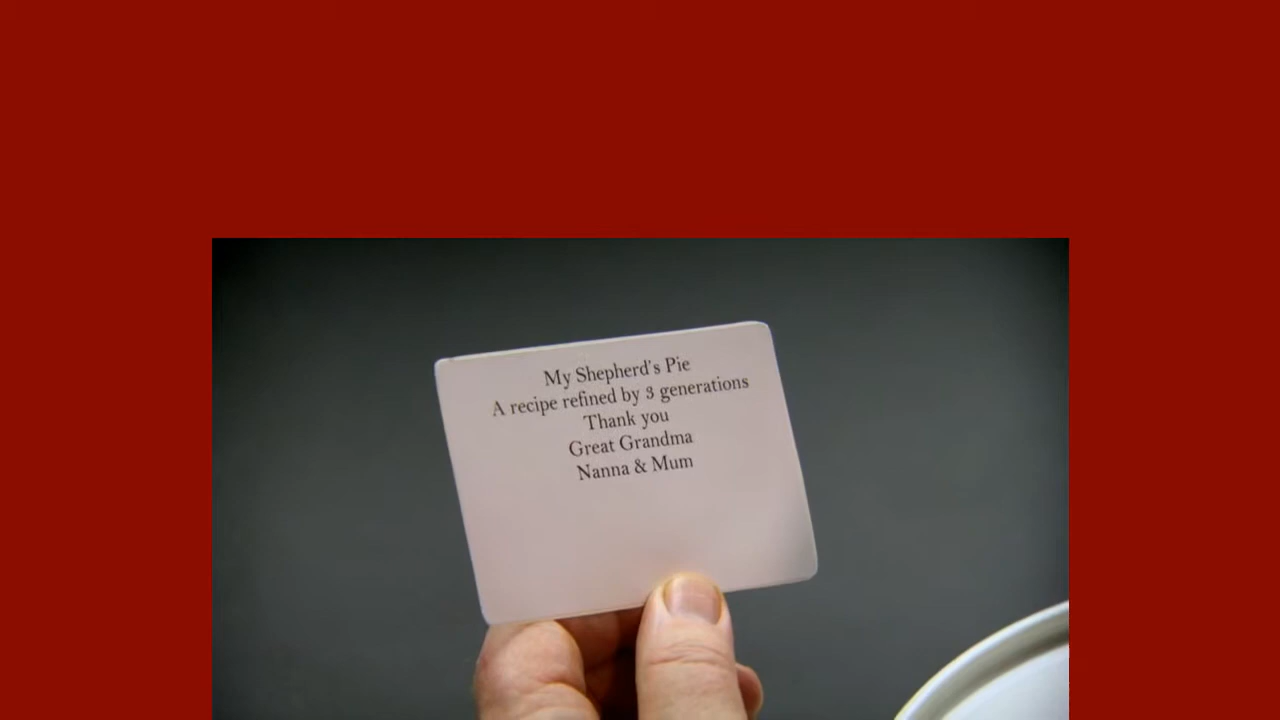 My Shepherd's Pie
A recipe refined by 3 generations
Thank you
Great Grandma
Nanna & Mum